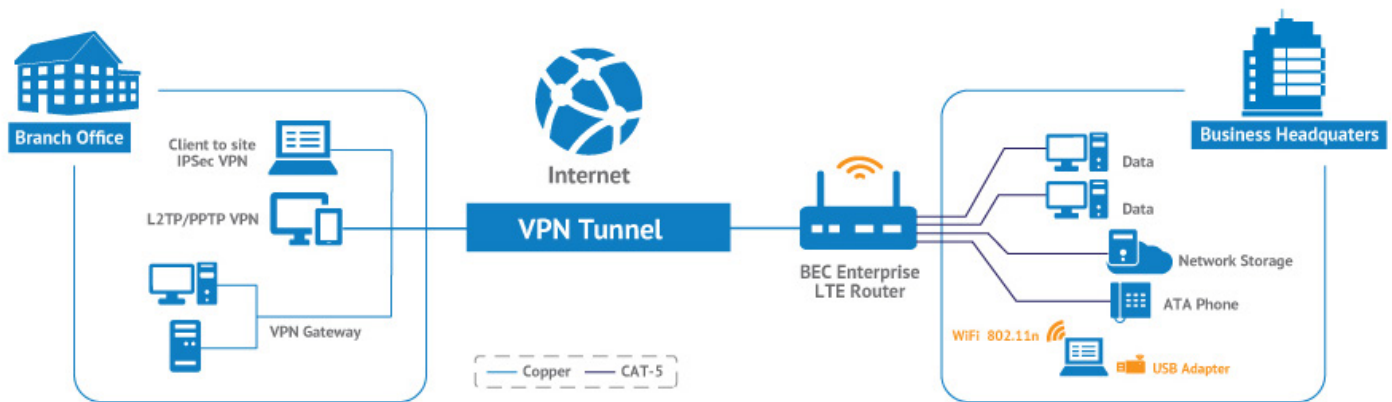 Branch Office
Client to site
IPSec VPN
L2TP/PPTP VPN
VPN Gateway
Internet
VPN Tunnel
BEC Enterprise
LTE Router
Copper
CAT-5
Business Headquaters
Data
Data
Network Storage
ATA Phone
WiFi 802.11n
USB Adapter